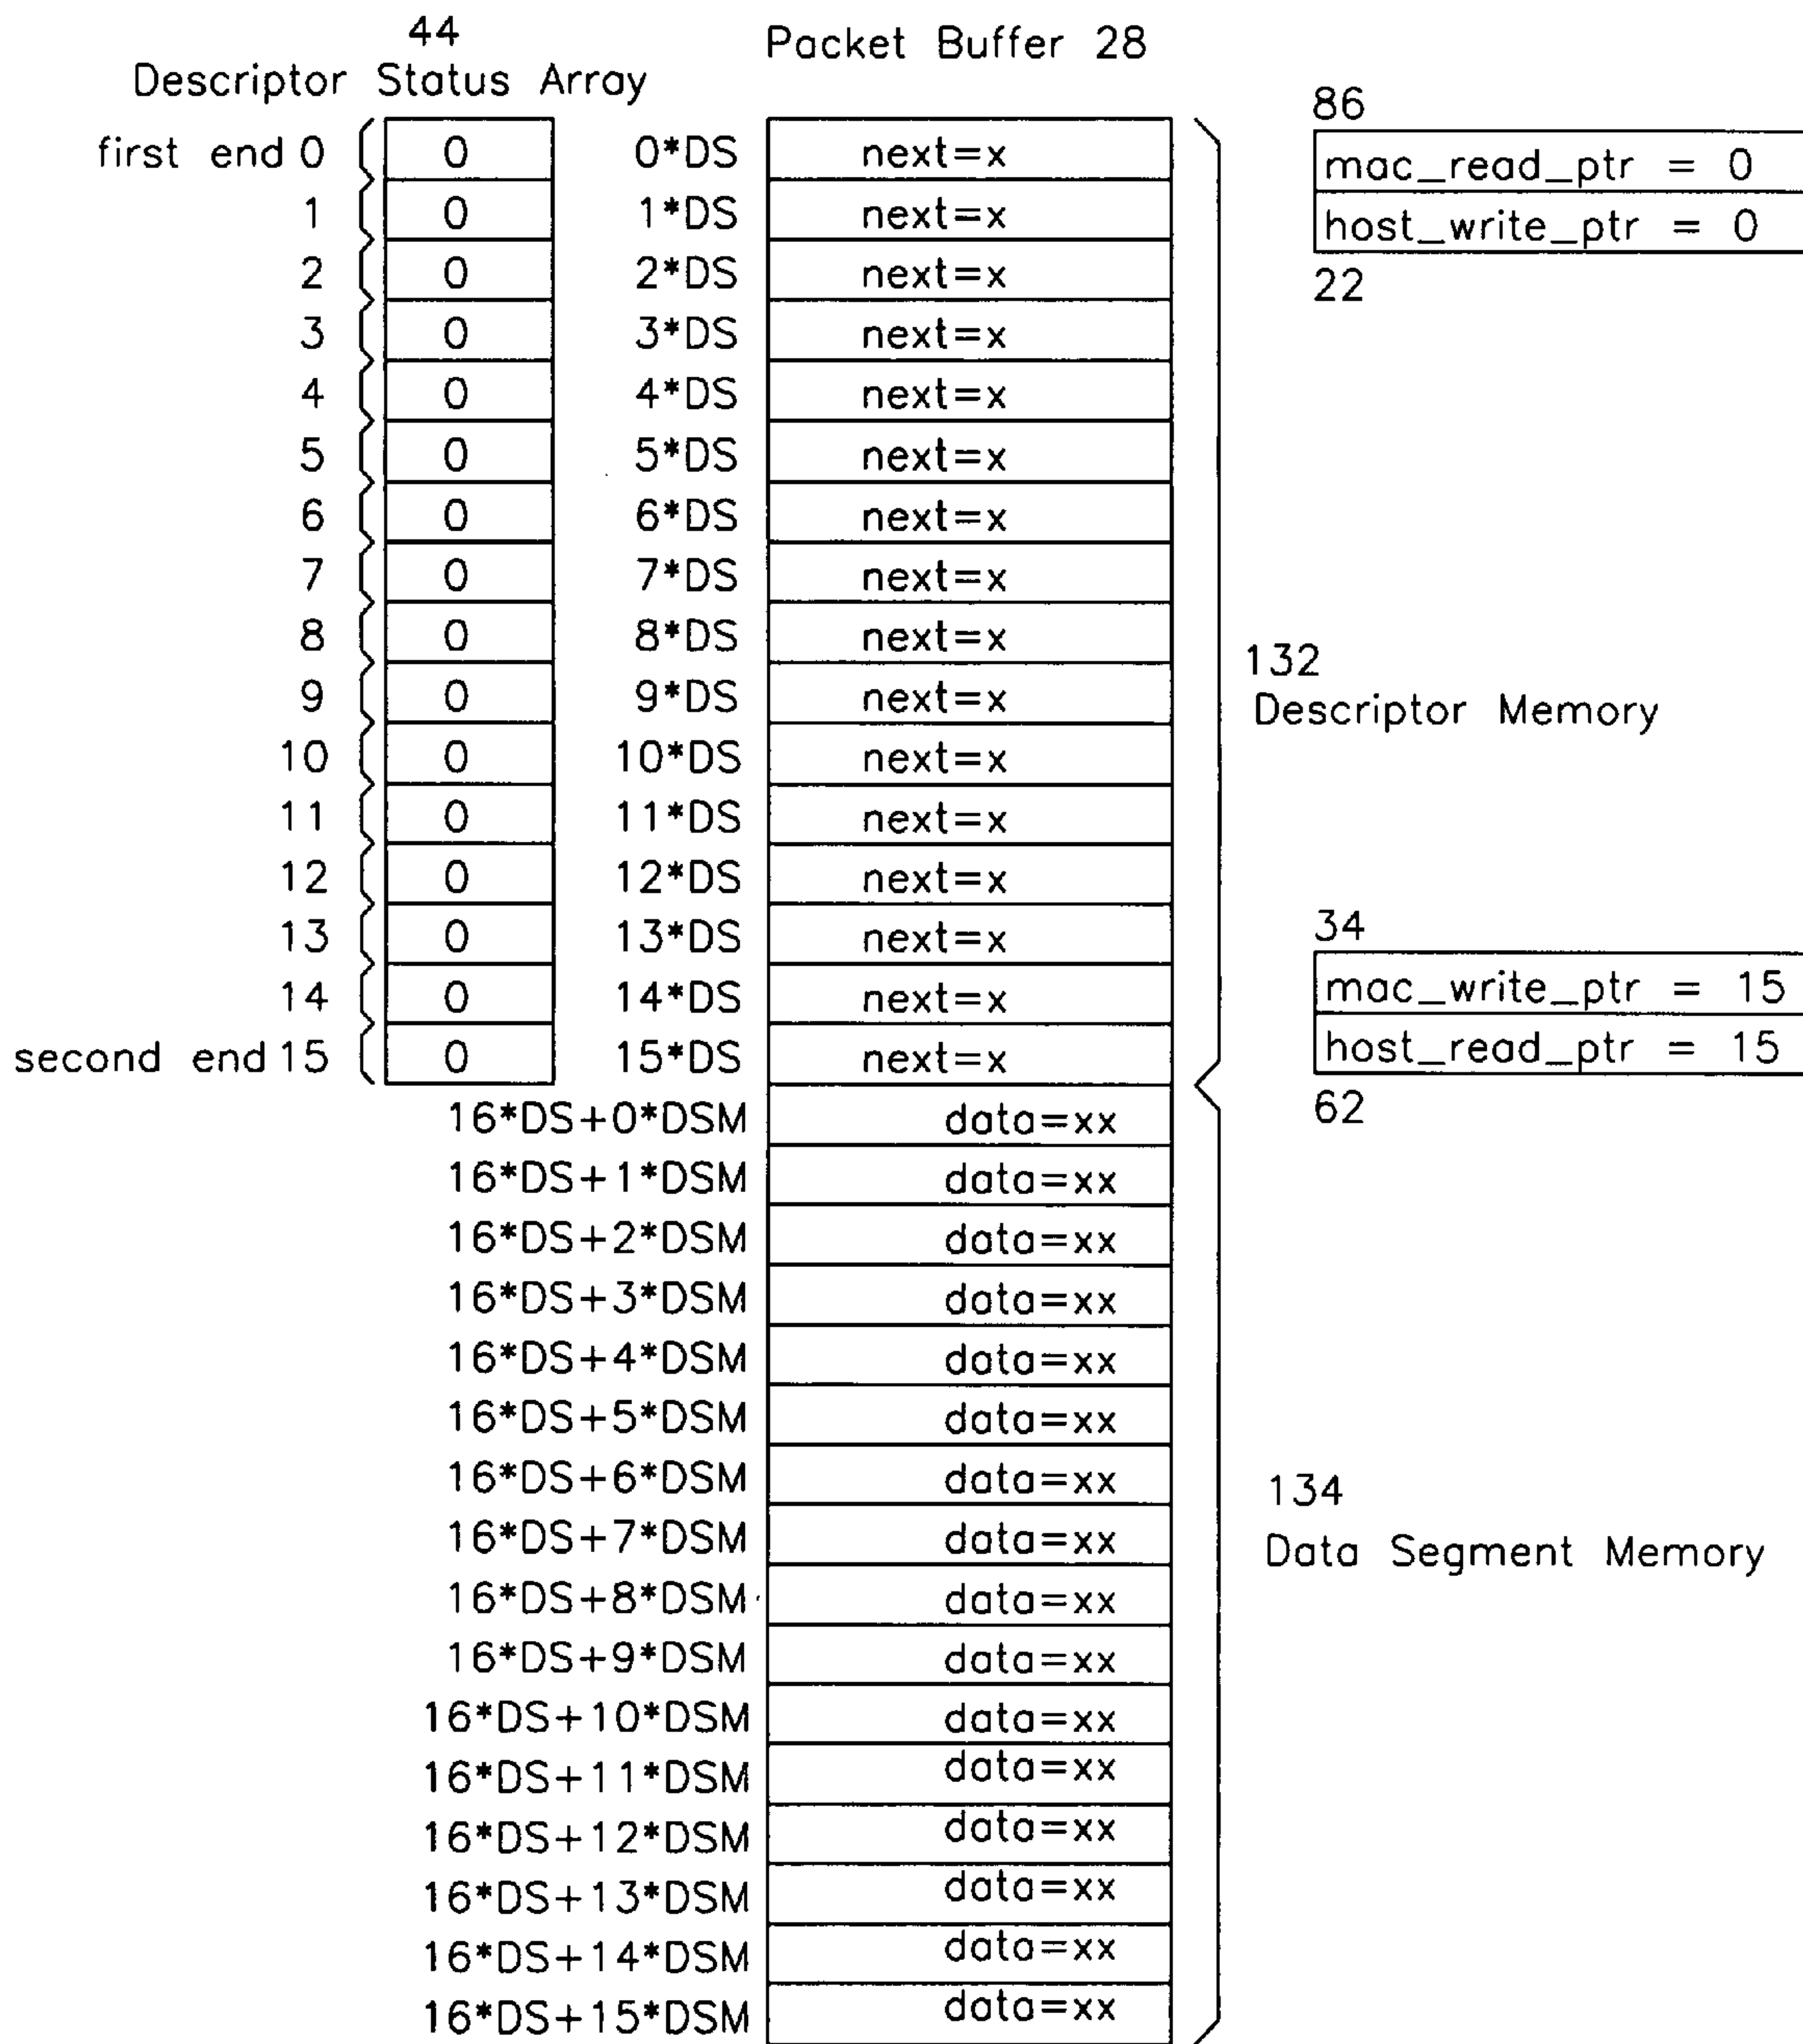 44
Descriptor Status Array
Packet Buffer 28
first end 0 0 0*DS next=x
1 0 1*DS next=x
2 0 2*DS next=x
3 0 3*DS next=x
4 0 4*DS next=x
5 0 5*DS next=x
6 0 6*DS next=x
7 0 7*DS next=x
8 0 8*DS next=x
9 0 9*DS next=x
10 0 10*DS next=x
11 0 11*DS next=x
12 0 12*DS next=x
13 0 13*DS next=x
14 0 14*DS next=x
second end 15 0 15*DS next=x
16*DS+0*DSM data=xx
16*DS+1*DSM data=xx
16*DS+2*DSM data=xx
16*DS+3*DSM data=xx
16*DS+4*DSM data=xx
16*DS+5*DSM data=xx
16*DS+6*DSM data=xx
16*DS+7*DSM data=xx
16*DS+8*DSM data=xx
16*DS+9*DSM data=xx
16*DS+10*DSM data=xx
16*DS+11*DSM data=xx
16*DS+12*DSM data=xx
16*DS+13*DSM data=xx
16*DS+14*DSM data=xx
16*DS+15*DSM data=xx
86
mac_read_ptr = 0
host_write_ptr = 0
22
132
Descriptor Memory
34
mac_write_ptr = 15
host_read_ptr = 15
62
134
Data Segment Memory